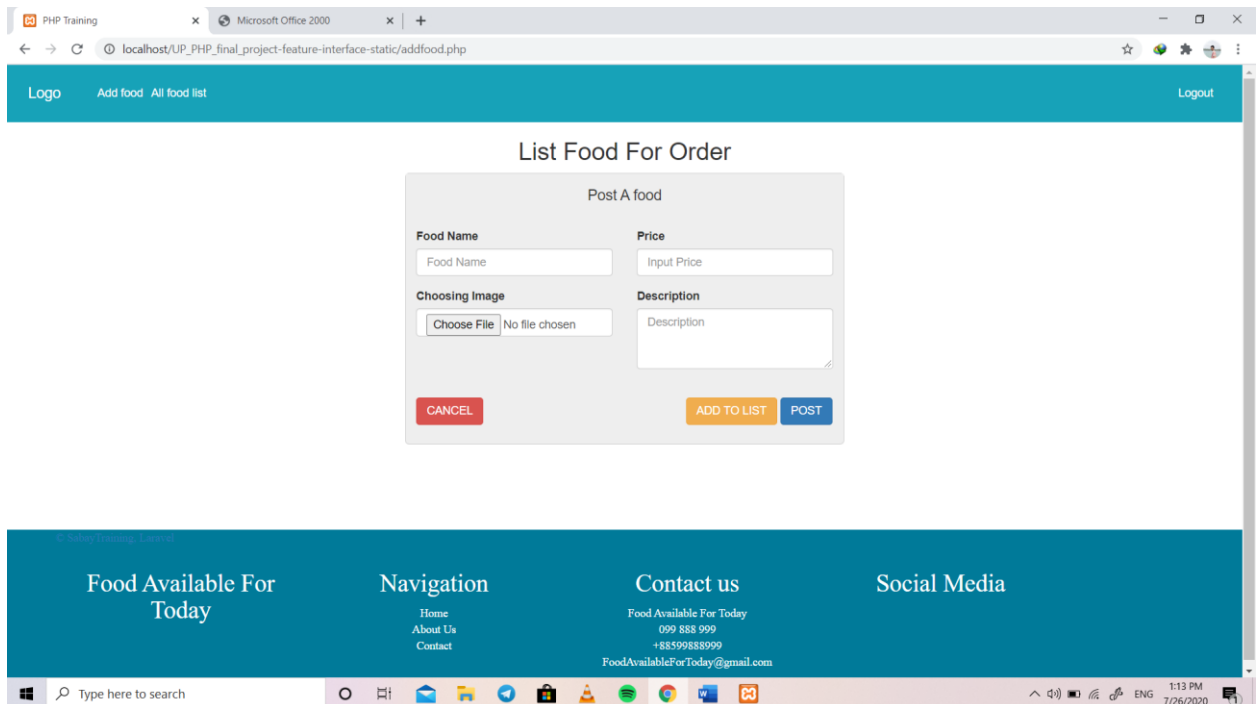 PHP Training
Microsoft Office 2000
localhost/UP_PHP_final_project-feature-interface-static/addfood.php
Logo Add food All food list Logout
List Food For Order
Post A food
Food Name Price
Food Name Input Price
Choosing Image Description
Choose File No file chosen Description
CANCEL ADD TO LIST POST
© SabayTraining, Laravel
Food Available For Today
Navigation
Home
About Us
Contact
Contact us
Food Available For Today
099 888 999
+88599888999
FoodAvailableForToday@gmail.com
Social Media
Type here to search
ENG
1:13 PM
7/26/2020